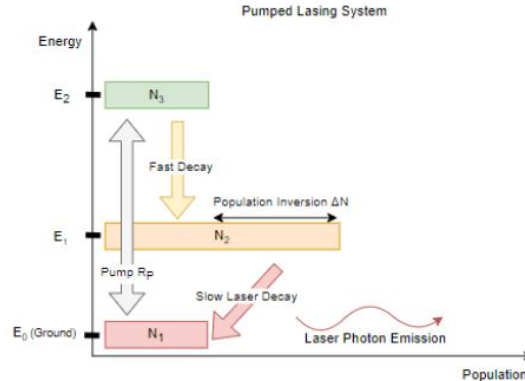 Pumped Lasing System
Energy
E2
N3
Fast Decay
Population Inversion ΔN
E1
N2
Pump RP
Slow Laser Decay
E0 (Ground)
N1
Laser Photon Emission
Population